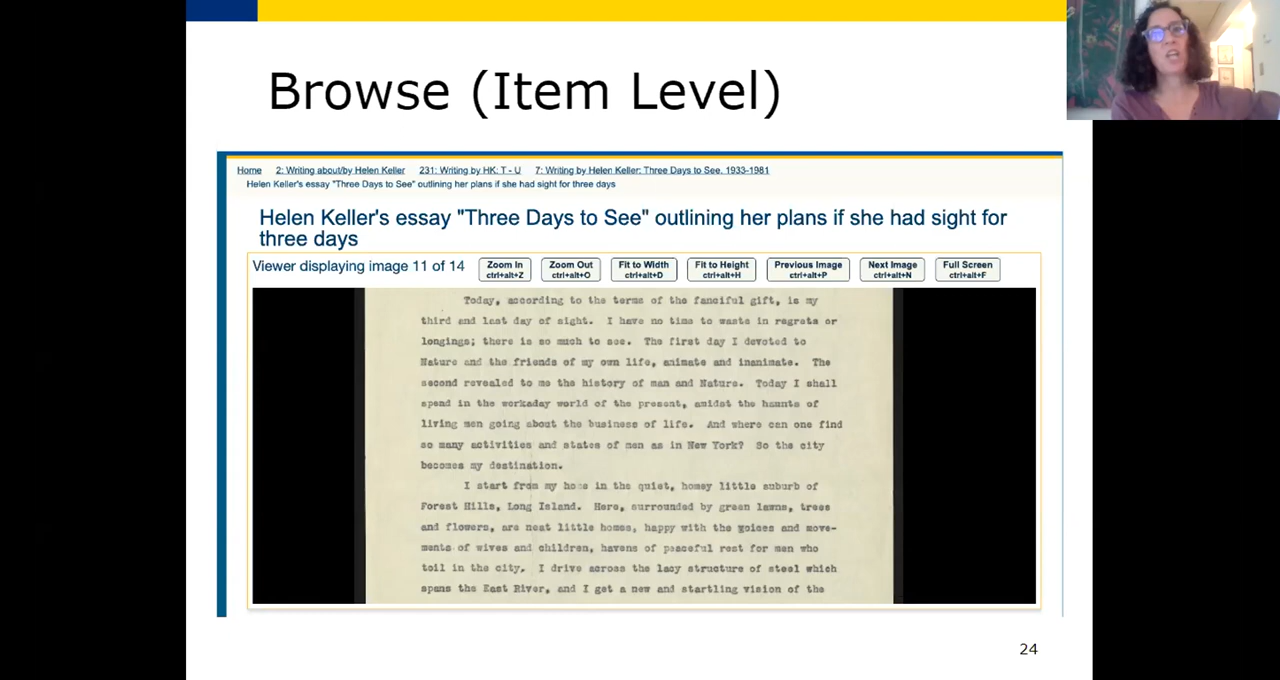 Browse (Item Level)
Home 2: Writing about/by Helen Keller 231: Writing by HK: T - U 7: Writing by Helen Keller: Three Days to See, 1933-1981
Helen Keller's essay "Three Days to See" outlining her plans if she had sight for three days
Helen Keller's essay "Three Days to See" outlining her plans if she had sight for
three days
Viewer displaying image 11 of 14
Zoom In Zoom Out Fit to Width Fit to Height Previous Image Next Image Full Screen
ctrl+alt+Z ctrl+alt+O ctrl+alt+D ctrl+alt+H ctrl+alt+P ctrl+alt+N ctrl+alt+F
Today, according to the terms of the fanciful gift, is my
third and last day of sight. I have no time to waste in regrets or
longings; there is so much to see. The first day I devoted to
Nature and the friends of my own life, animate and inanimate. The
second revealed to me the history of man and Nature. Today I shall
spend in the workaday world of the present, amidst the haunts of
living men going about the business of life. And where can one find
so many activities and states of men as in New York? So the city
becomes my destination.
I start from my home in the quiet, homey little suburb of
Forest Hills, Long Island. Here, surrounded by green lawns, trees
and flowers, are neat little homes, happy with the voices and move-
ments of wives and children, havens of peaceful rest for men who
toil in the city. I drive across the lacy structure of steel which
spans the East River, and I get a new and startling vision of the
24